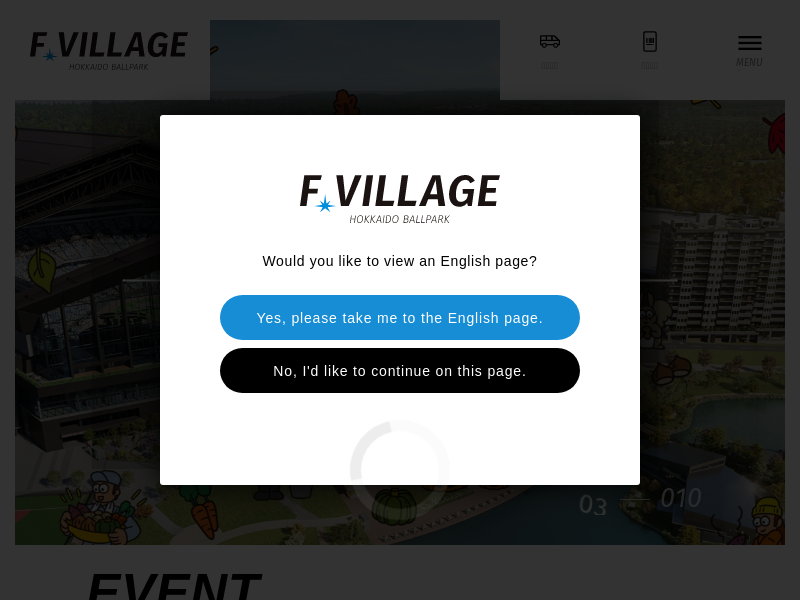 F VILLAGE
HOKKAIDO BALLPARK
MENU
F VILLAGE
HOKKAIDO BALLPARK
Would you like to view an English page?
Yes, please take me to the English page.
No, I'd like to continue on this page.
03 010
EVENT